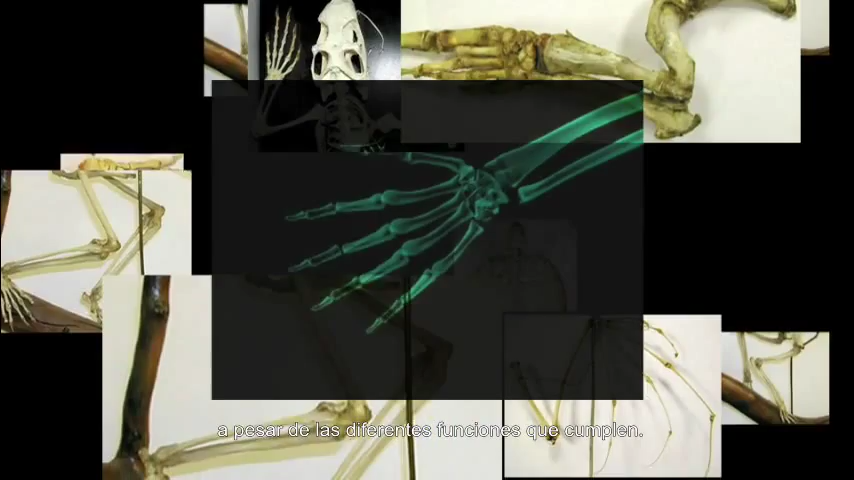 a pesar de las diferentes funciones que cumplen.